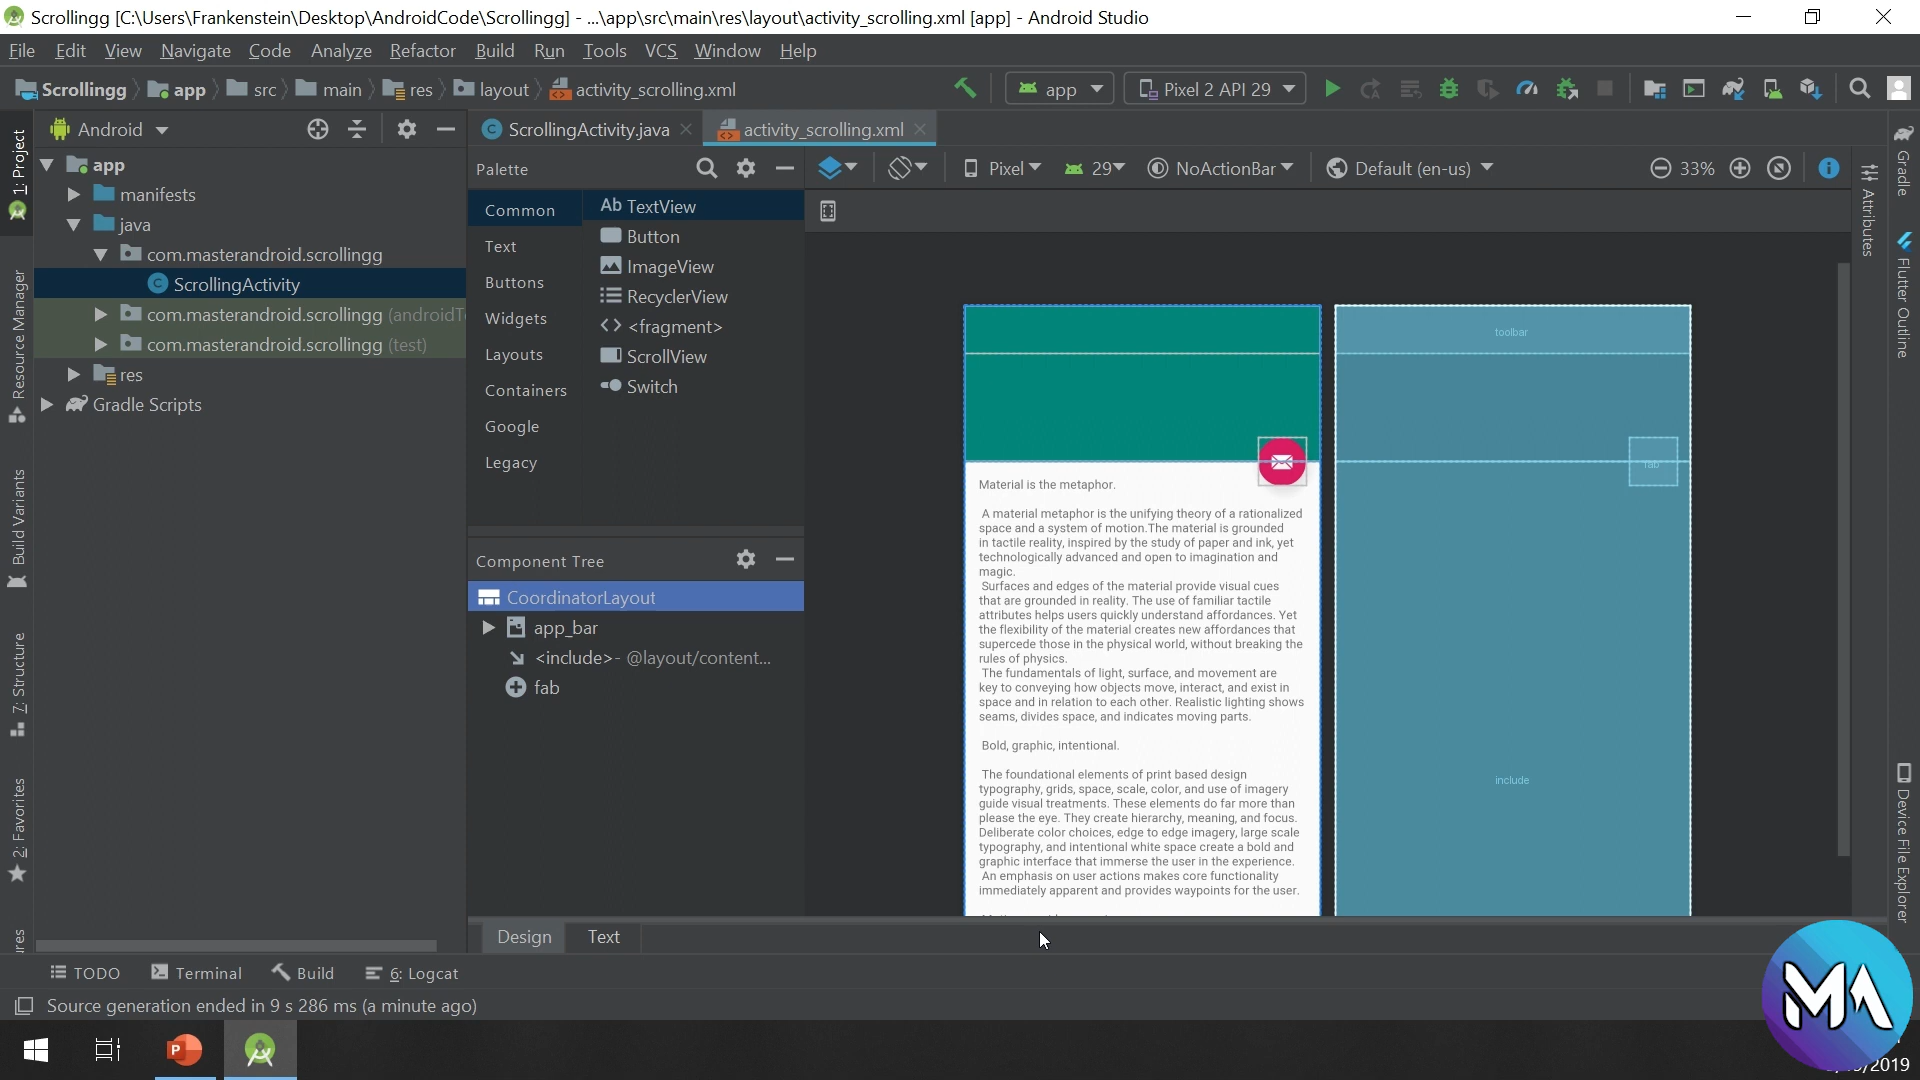 Scrollingg [C:\Users\Frankenstein\Desktop\AndroidCode\Scrollingg] - ...\app\src\main\res\layout\activity_scrolling.xml [app] - Android Studio
File Edit View Navigate Code Analyze Refactor Build Run Tools VCS Window Help
Scrollingg app src main res layout activity_scrolling.xml app Pixel 2 API 29
Android ScrollingActivity.java activity_scrolling.xml
Palette Pixel 29 NoActionBar Default (en-us) 33%
1: Project
Resource Manager
Build Variants
7: Structure
2: Favorites
app
manifests
java
com.masterandroid.scrollingg
ScrollingActivity
com.masterandroid.scrollingg (androidT
com.masterandroid.scrollingg (test)
res
Gradle Scripts
Common
Text
Buttons
Widgets
Layouts
Containers
Google
Legacy
Ab TextView
Button
ImageView
RecyclerView
<fragment>
ScrollView
Switch
Component Tree
CoordinatorLayout
app_bar
<include>- @layout/content...
fab
Material is the metaphor.
A material metaphor is the unifying theory of a rationalized
space and a system of motion.The material is grounded
in tactile reality, inspired by the study of paper and ink, yet
technologically advanced and open to imagination and
magic.
Surfaces and edges of the material provide visual cues
that are grounded in reality. The use of familiar tactile
attributes helps users quickly understand affordances. Yet
the flexibility of the material creates new affordances that
supercede those in the physical world, without breaking the
rules of physics.
The fundamentals of light, surface, and movement are
key to conveying how objects move, interact, and exist in
space and in relation to each other. Realistic lighting shows
seams, divides space, and indicates moving parts.
Bold, graphic, intentional.
The foundational elements of print based design
typography, grids, space, scale, color, and use of imagery
guide visual treatments. These elements do far more than
please the eye. They create hierarchy, meaning, and focus.
Deliberate color choices, edge to edge imagery, large scale
typography, and intentional white space create a bold and
graphic interface that immerse the user in the experience.
An emphasis on user actions makes core functionality
immediately apparent and provides waypoints for the user.
toolbar
fab
include
Attributes
Gradle
Flutter Outline
Device File Explorer
Design Text
TODO Terminal Build 6: Logcat
Source generation ended in 9 s 286 ms (a minute ago)
MA
/2019